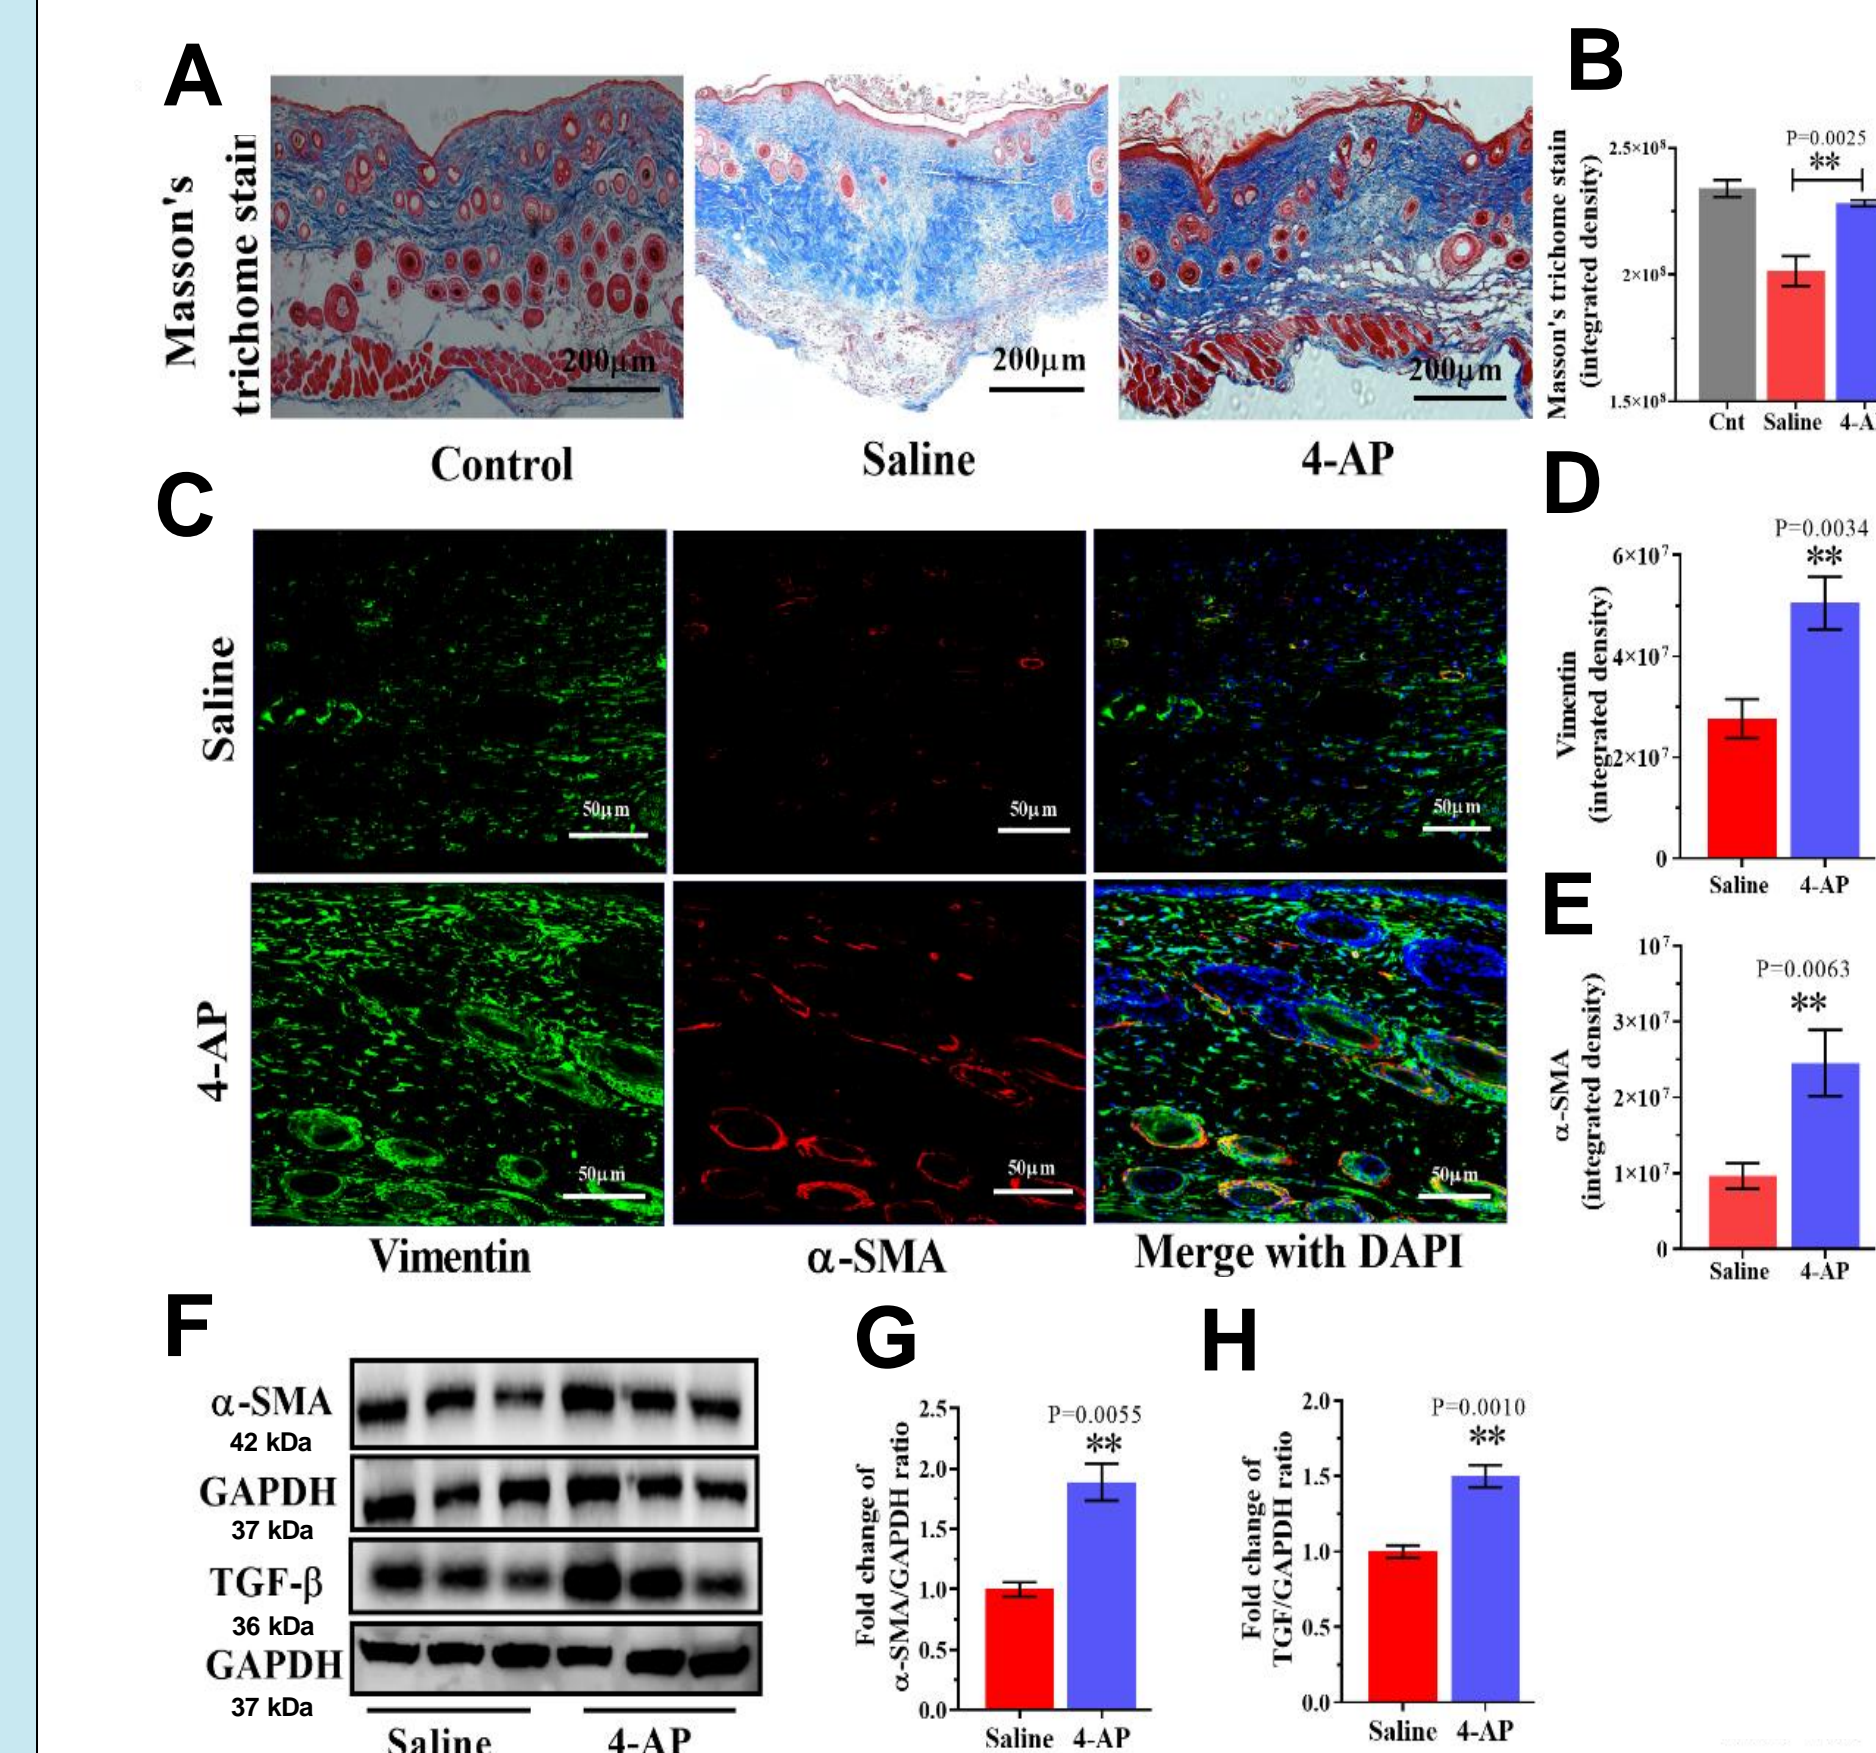 A
Masson's
trichome stain
200μm
200μm
200μm
Control
Saline
4-AP
B
Masson's trichome stain
(integrated density)
P=0.0025
**
2.5×10⁸
2×10⁸
1.5×10⁸
Cnt Saline 4-A
C
Saline
50μm
50μm
50μm
4-AP
50μm
50μm
50μm
Vimentin
α-SMA
Merge with DAPI
D
P=0.0034
**
Vimentin
(integrated density)
6×10⁷
4×10⁷
2×10⁷
0
Saline 4-AP
E
P=0.0063
**
α-SMA
(integrated density)
10⁷
3×10⁷
2×10⁷
1×10⁷
0
Saline 4-AP
F
α-SMA
42 kDa
GAPDH
37 kDa
TGF-β
36 kDa
GAPDH
37 kDa
Saline
4-AP
G
P=0.0055
**
Fold change of
α-SMA/GAPDH ratio
2.5
2.0
1.5
1.0
0.5
0.0
Saline 4-AP
H
P=0.0010
**
Fold change of
TGF/GAPDH ratio
2.0
1.5
1.0
0.5
0.0
Saline 4-AP